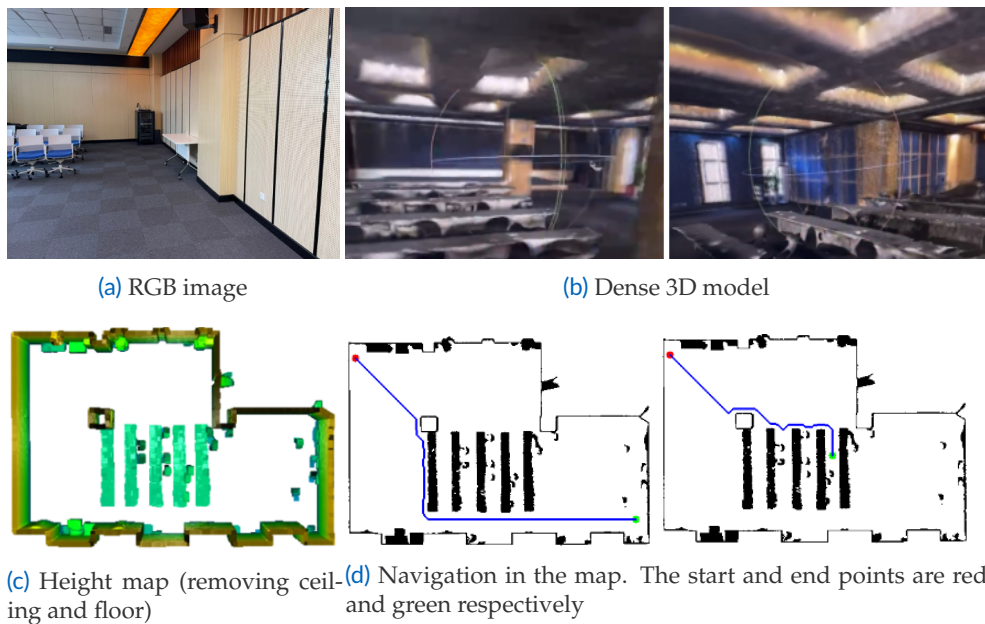 (a) RGB image
(b) Dense 3D model
(c) Height map (removing ceil-
ing and floor)
(d) Navigation in the map. The start and end points are red
and green respectively